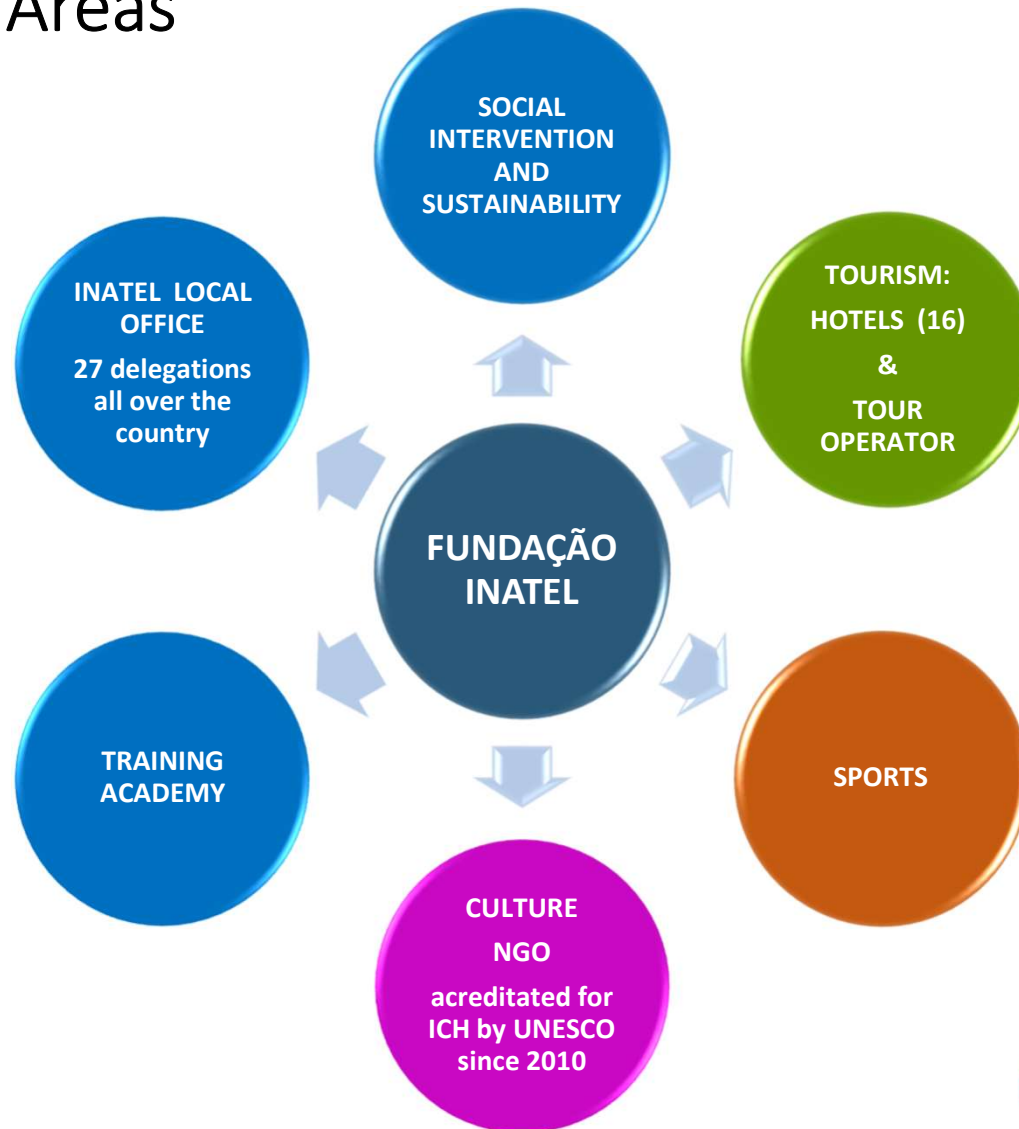 Areas
SOCIAL
INTERVENTION
AND
SUSTAINABILITY
TOURISM:
HOTELS (16)
&
TOUR
OPERATOR
SPORTS
CULTURE
NGO
acreditated for
ICH by UNESCO
since 2010
TRAINING
ACADEMY
INATEL LOCAL
OFFICE
27 delegations
all over the
country
FUNDAÇÃO
INATEL